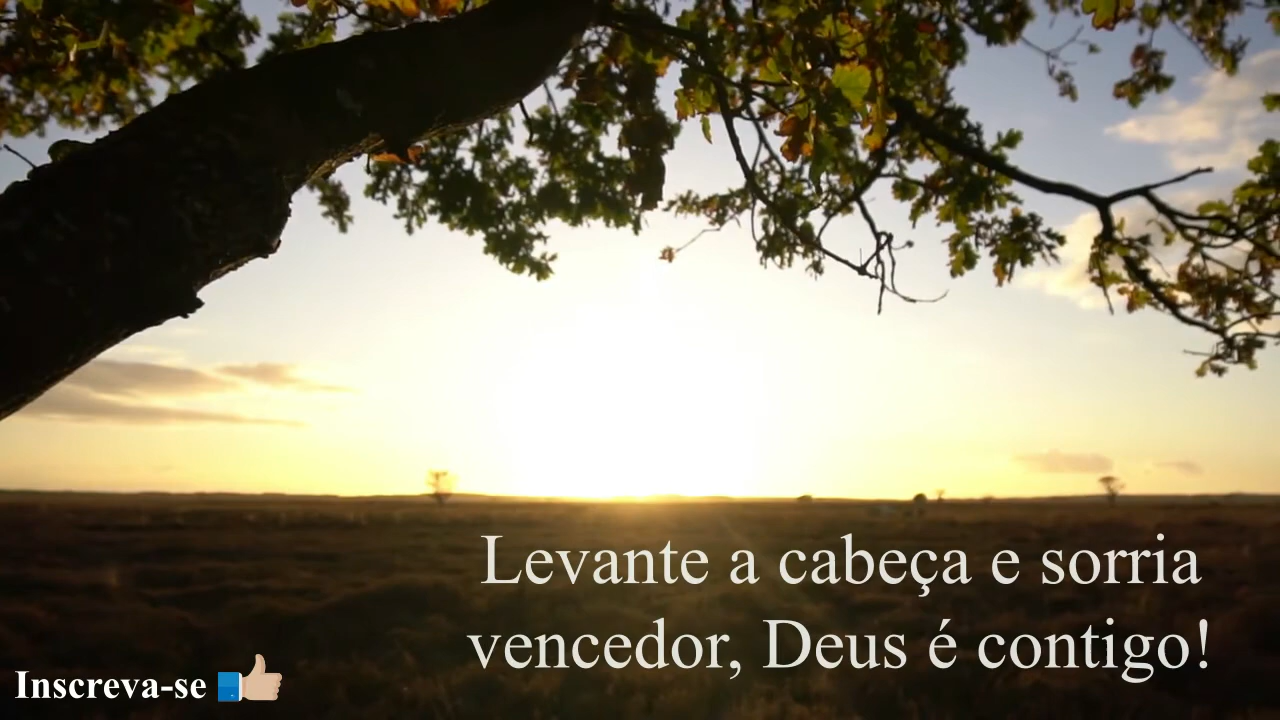 Levante a cabeça e sorria
vencedor, Deus é contigo!
Inscreva-se